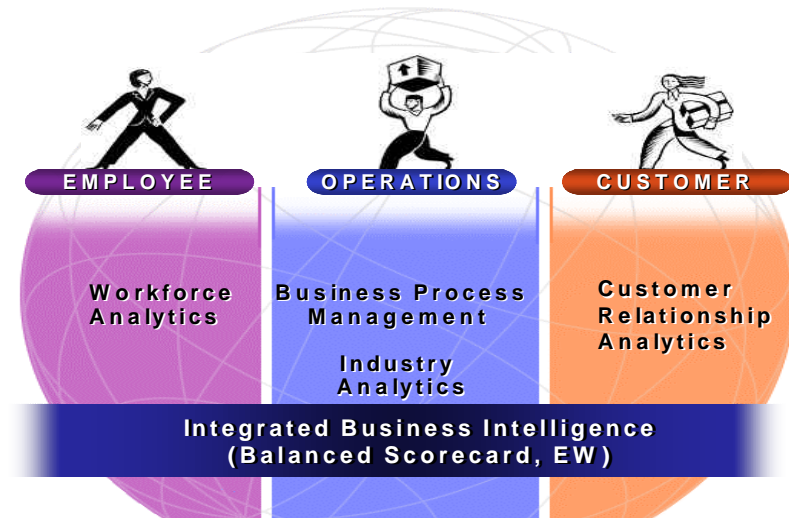 EMPLOYEE
OPERATIONS
CUSTOMER
Workforce
Analytics
Business Process
Management
Industry
Analytics
Customer
Relationship
Analytics
Integrated Business Intelligence
(Balanced Scorecard, EW)